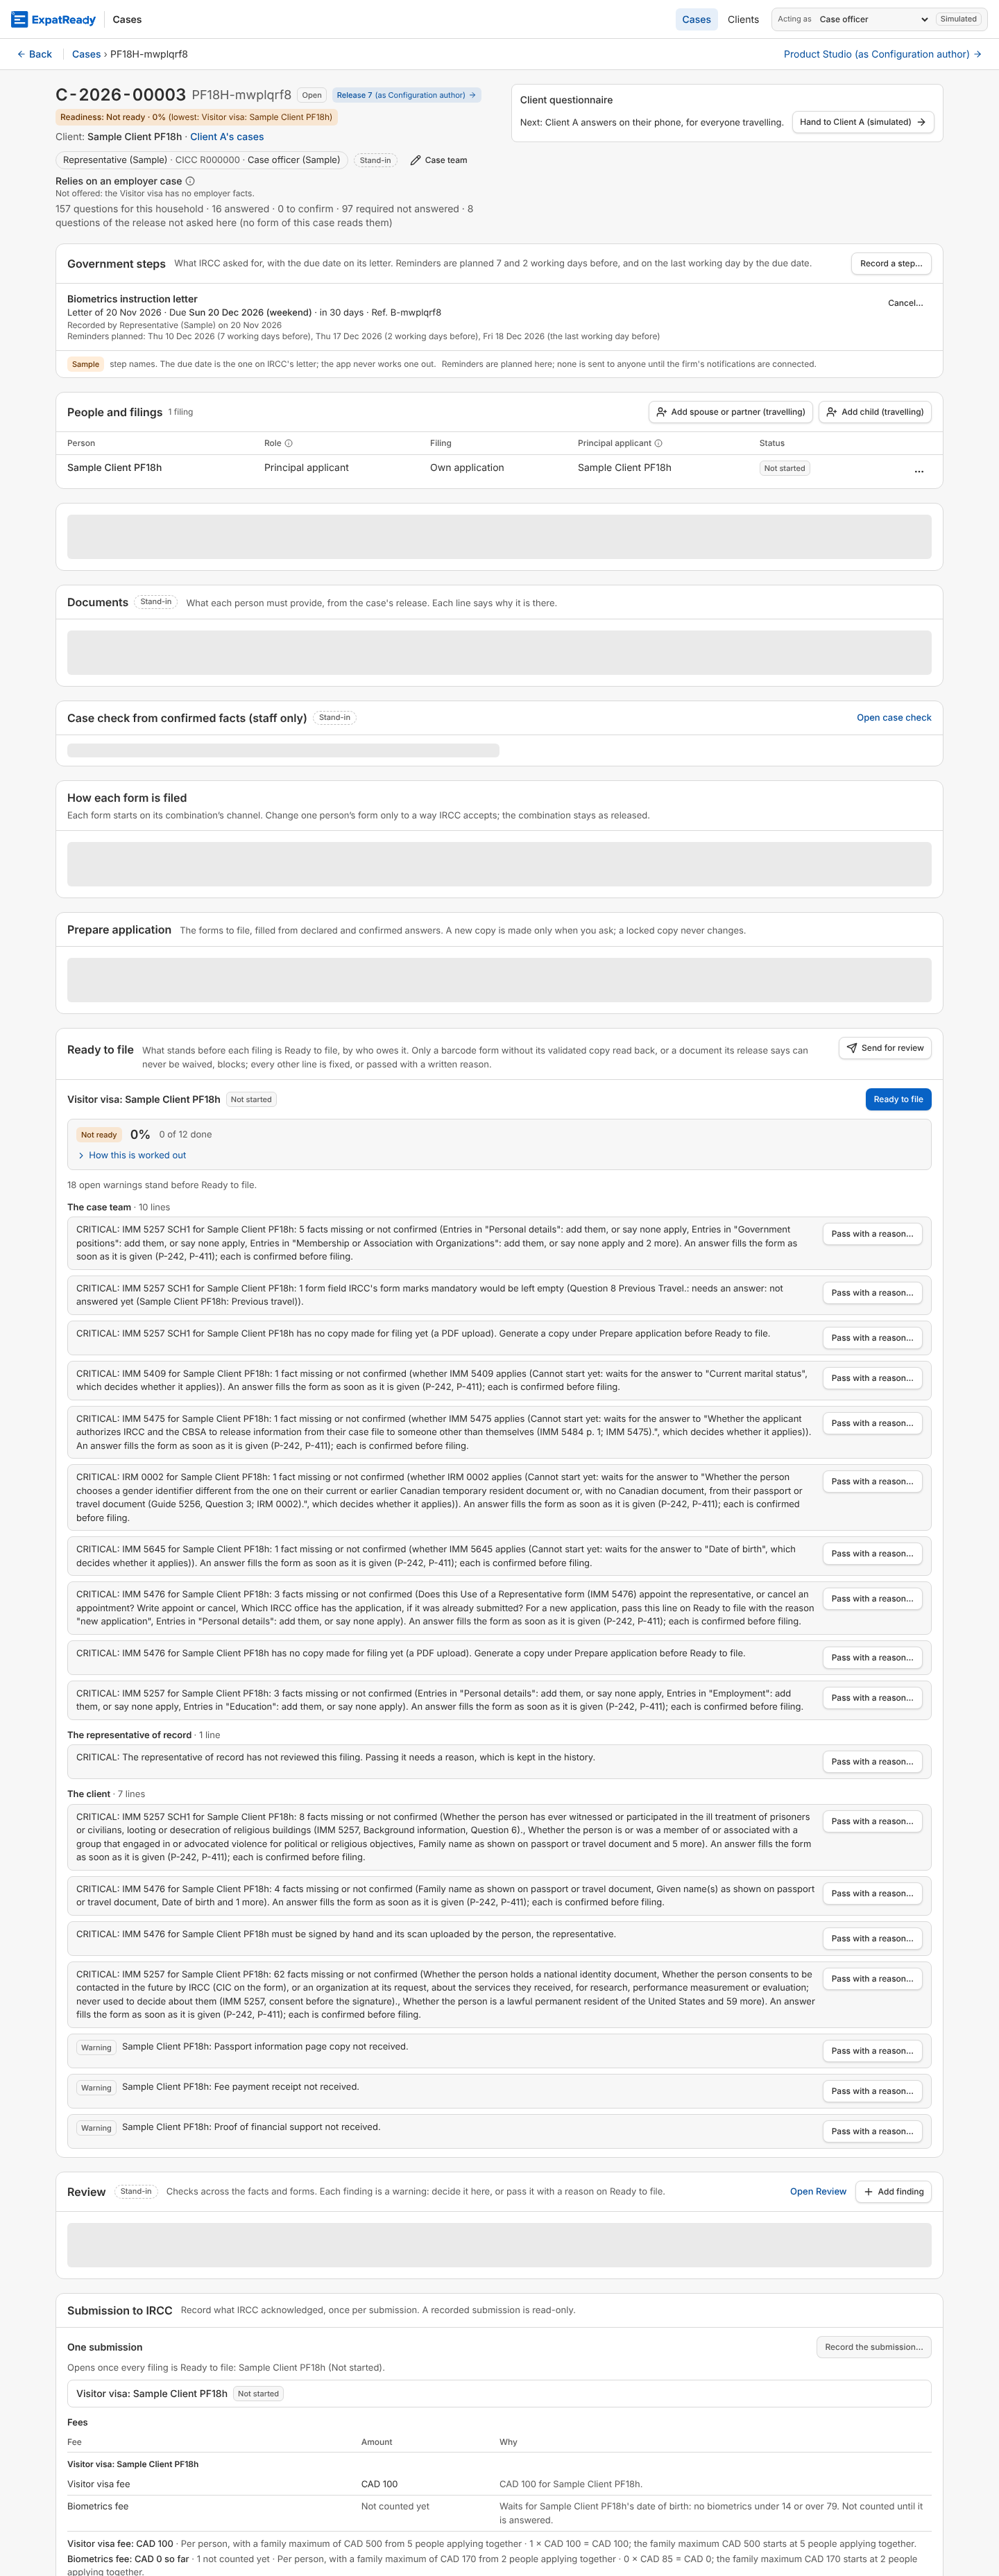 ExpatReady
Cases
Cases
Clients
Acting as Case officer
Simulated
← Back
Cases › PF18H-mwplqrf8
Product Studio (as Configuration author) →
C-2026-00003 PF18H-mwplqrf8 Open Release 7 (as Configuration author) →
Readiness: Not ready · 0% (lowest: Visitor visa: Sample Client PF18h)
Client: Sample Client PF18h · Client A's cases
Representative (Sample) · CICC R000000 · Case officer (Sample) Stand-in Case team
Relies on an employer case
Not offered: the Visitor visa has no employer facts.
157 questions for this household · 16 answered · 0 to confirm · 97 required not answered · 8
questions of the release not asked here (no form of this case reads them)
Client questionnaire
Next: Client A answers on their phone, for everyone travelling.
Hand to Client A (simulated) →
Government steps What IRCC asked for, with the due date on its letter. Reminders are planned 7 and 2 working days before, and on the last working day by the due date.
Record a step...
Biometrics instruction letter
Letter of 20 Nov 2026 · Due Sun 20 Dec 2026 (weekend) · in 30 days · Ref. B-mwplqrf8
Recorded by Representative (Sample) on 20 Nov 2026
Reminders planned: Thu 10 Dec 2026 (7 working days before), Thu 17 Dec 2026 (2 working days before), Fri 18 Dec 2026 (the last working day before)
Cancel...
Sample step names. The due date is the one on IRCC's letter; the app never works one out. Reminders are planned here; none is sent to anyone until the firm's notifications are connected.
People and filings 1 filing
Add spouse or partner (travelling)
Add child (travelling)
Person Role Filing Principal applicant Status
Sample Client PF18h Principal applicant Own application Sample Client PF18h Not started ...
Documents Stand-in What each person must provide, from the case's release. Each line says why it is there.
Case check from confirmed facts (staff only) Stand-in
Open case check
How each form is filed
Each form starts on its combination's channel. Change one person's form only to a way IRCC accepts; the combination stays as released.
Prepare application The forms to file, filled from declared and confirmed answers. A new copy is made only when you ask; a locked copy never changes.
Ready to file What stands before each filing is Ready to file, by who owes it. Only a barcode form without its validated copy read back, or a document its release says can
never be waived, blocks; every other line is fixed, or passed with a written reason.
Send for review
Visitor visa: Sample Client PF18h Not started
Ready to file
Not ready 0% 0 of 12 done
How this is worked out
18 open warnings stand before Ready to file.
The case team · 10 lines
CRITICAL: IMM 5257 SCH1 for Sample Client PF18h: 5 facts missing or not confirmed (Entries in "Personal details": add them, or say none apply, Entries in "Government
positions": add them, or say none apply, Entries in "Membership or Association with Organizations": add them, or say none apply and 2 more). An answer fills the form as
soon as it is given (P-242, P-411); each is confirmed before filing.
Pass with a reason...
CRITICAL: IMM 5257 SCH1 for Sample Client PF18h: 1 form field IRCC's form marks mandatory would be left empty (Question 8 Previous Travel.: needs an answer: not
answered yet (Sample Client PF18h: Previous travel)).
Pass with a reason...
CRITICAL: IMM 5257 SCH1 for Sample Client PF18h has no copy made for filing yet (a PDF upload). Generate a copy under Prepare application before Ready to file.
Pass with a reason...
CRITICAL: IMM 5409 for Sample Client PF18h: 1 fact missing or not confirmed (whether IMM 5409 applies (Cannot start yet: waits for the answer to "Current marital status",
which decides whether it applies)). An answer fills the form as soon as it is given (P-242, P-411); each is confirmed before filing.
Pass with a reason...
CRITICAL: IMM 5475 for Sample Client PF18h: 1 fact missing or not confirmed (whether IMM 5475 applies (Cannot start yet: waits for the answer to "Whether the applicant
authorizes IRCC and the CBSA to release information from their case file to someone other than themselves (IMM 5484 p. 1; IMM 5475).", which decides whether it applies)).
An answer fills the form as soon as it is given (P-242, P-411); each is confirmed before filing.
Pass with a reason...
CRITICAL: IRM 0002 for Sample Client PF18h: 1 fact missing or not confirmed (whether IRM 0002 applies (Cannot start yet: waits for the answer to "Whether the person
chooses a gender identifier different from the one on their current or earlier Canadian temporary resident document or, with no Canadian document, from their passport or
travel document (Guide 5256, Question 3; IRM 0002).", which decides whether it applies)). An answer fills the form as soon as it is given (P-242, P-411); each is confirmed
before filing.
Pass with a reason...
CRITICAL: IMM 5645 for Sample Client PF18h: 1 fact missing or not confirmed (whether IMM 5645 applies (Cannot start yet: waits for the answer to "Date of birth", which
decides whether it applies)). An answer fills the form as soon as it is given (P-242, P-411); each is confirmed before filing.
Pass with a reason...
CRITICAL: IMM 5476 for Sample Client PF18h: 3 facts missing or not confirmed (Does this Use of a Representative form (IMM 5476) appoint the representative, or cancel an
appointment? Write appoint or cancel, Which IRCC office has the application, if it was already submitted? For a new application, pass this line on Ready to file with the reason
"new application", Entries in "Personal details": add them, or say none apply). An answer fills the form as soon as it is given (P-242, P-411); each is confirmed before filing.
Pass with a reason...
CRITICAL: IMM 5476 for Sample Client PF18h has no copy made for filing yet (a PDF upload). Generate a copy under Prepare application before Ready to file.
Pass with a reason...
CRITICAL: IMM 5257 for Sample Client PF18h: 3 facts missing or not confirmed (Entries in "Personal details": add them, or say none apply, Entries in "Employment": add
them, or say none apply, Entries in "Education": add them, or say none apply). An answer fills the form as soon as it is given (P-242, P-411); each is confirmed before filing.
Pass with a reason...
The representative of record · 1 line
CRITICAL: The representative of record has not reviewed this filing. Passing it needs a reason, which is kept in the history.
Pass with a reason...
The client · 7 lines
CRITICAL: IMM 5257 SCH1 for Sample Client PF18h: 8 facts missing or not confirmed (Whether the person has ever witnessed or participated in the ill treatment of prisoners
or civilians, looting or desecration of religious buildings (IMM 5257, Background information, Question 6)., Whether the person is or was a member of or associated with a
group that engaged in or advocated violence for political or religious objectives, Family name as shown on passport or travel document and 5 more). An answer fills the form
as soon as it is given (P-242, P-411); each is confirmed before filing.
Pass with a reason...
CRITICAL: IMM 5476 for Sample Client PF18h: 4 facts missing or not confirmed (Family name as shown on passport or travel document, Given name(s) as shown on passport
or travel document, Date of birth and 1 more). An answer fills the form as soon as it is given (P-242, P-411); each is confirmed before filing.
Pass with a reason...
CRITICAL: IMM 5476 for Sample Client PF18h must be signed by hand and its scan uploaded by the person, the representative.
Pass with a reason...
CRITICAL: IMM 5257 for Sample Client PF18h: 62 facts missing or not confirmed (Whether the person holds a national identity document, Whether the person consents to be
contacted in the future by IRCC (CIC on the form), or an organization at its request, about the services they received, for research, performance measurement or evaluation;
never used to decide about them (IMM 5257, consent before the signature)., Whether the person is a lawful permanent resident of the United States and 59 more). An answer
fills the form as soon as it is given (P-242, P-411); each is confirmed before filing.
Pass with a reason...
Warning Sample Client PF18h: Passport information page copy not received.
Pass with a reason...
Warning Sample Client PF18h: Fee payment receipt not received.
Pass with a reason...
Warning Sample Client PF18h: Proof of financial support not received.
Pass with a reason...
Review Stand-in Checks across the facts and forms. Each finding is a warning: decide it here, or pass it with a reason on Ready to file.
Open Review
Add finding
Submission to IRCC Record what IRCC acknowledged, once per submission. A recorded submission is read-only.
One submission
Record the submission...
Opens once every filing is Ready to file: Sample Client PF18h (Not started).
Visitor visa: Sample Client PF18h Not started
Fees
Fee Amount Why
Visitor visa: Sample Client PF18h
Visitor visa fee CAD 100 CAD 100 for Sample Client PF18h.
Biometrics fee Not counted yet Waits for Sample Client PF18h's date of birth: no biometrics under 14 or over 79. Not counted until it
is answered.
Visitor visa fee: CAD 100 · Per person, with a family maximum of CAD 500 from 5 people applying together · 1 × CAD 100 = CAD 100; the family maximum CAD 500 starts at 5 people applying together.
Biometrics fee: CAD 0 so far · 1 not counted yet · Per person, with a family maximum of CAD 170 from 2 people applying together · 0 × CAD 85 = CAD 0; the family maximum CAD 170 starts at 2 people
applying together.